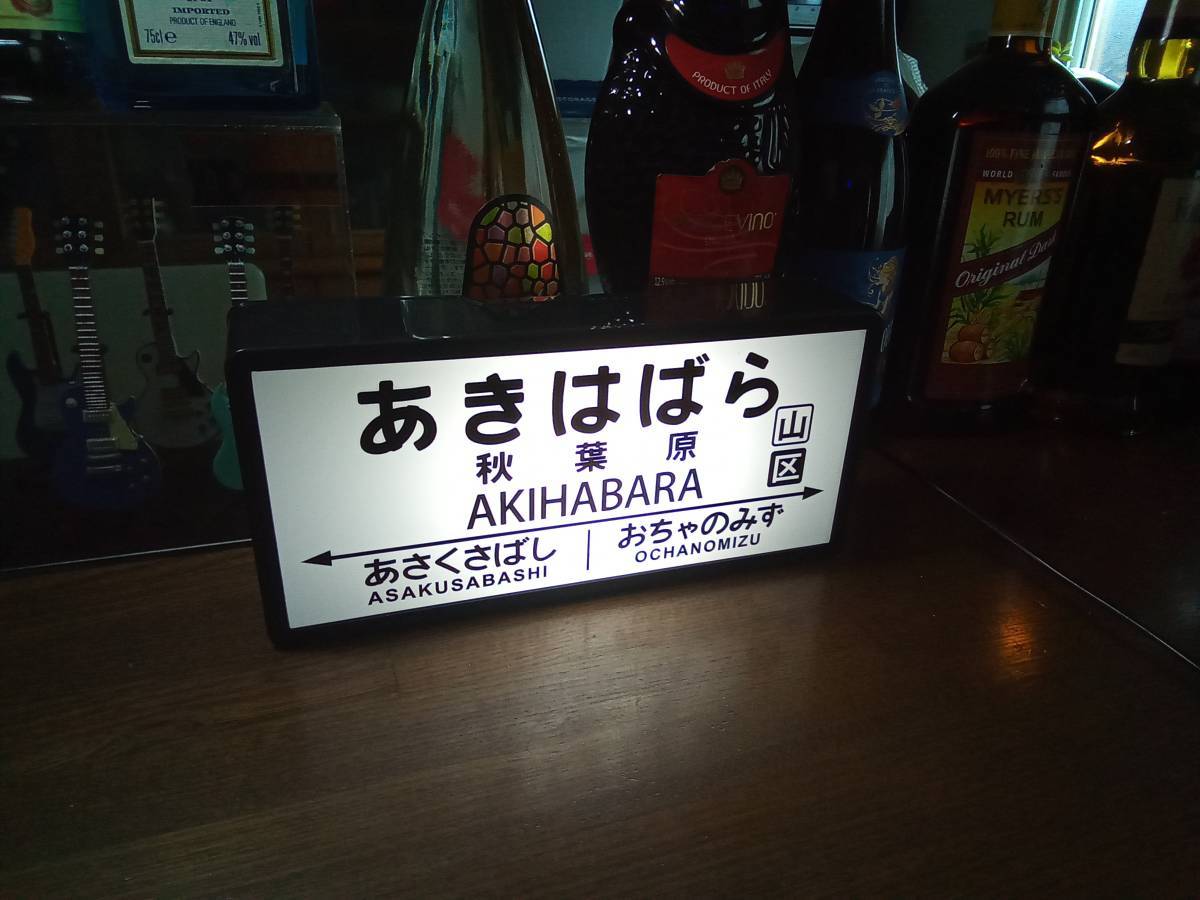 IMPORTED
PRODUCT OF ENGLAND
75cl e 47% vol
PRODUCT OF ITALY
WORLD FAMOUS
MYERS'S
RUM
Original Dark
あきはばら
秋葉原
山
区
AKIHABARA
あさくさばし
ASAKUSABASHI
おちゃのみず
OCHANOMIZU